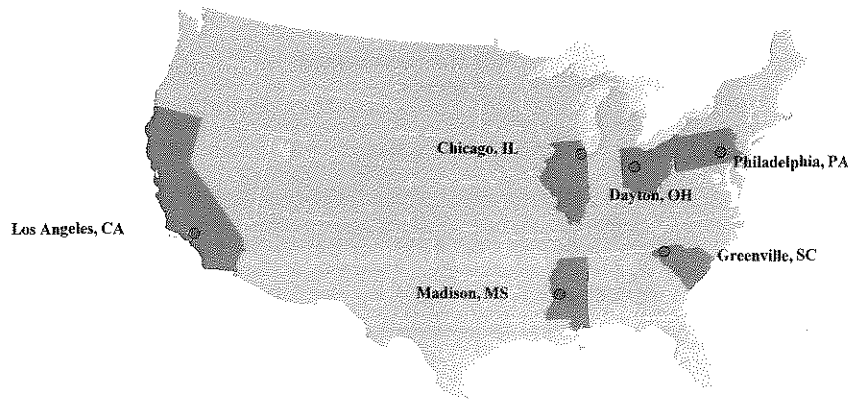 Chicago, IL
Philadelphia, PA
Dayton, OH
Los Angeles, CA
Greenville, SC
Madison, MS